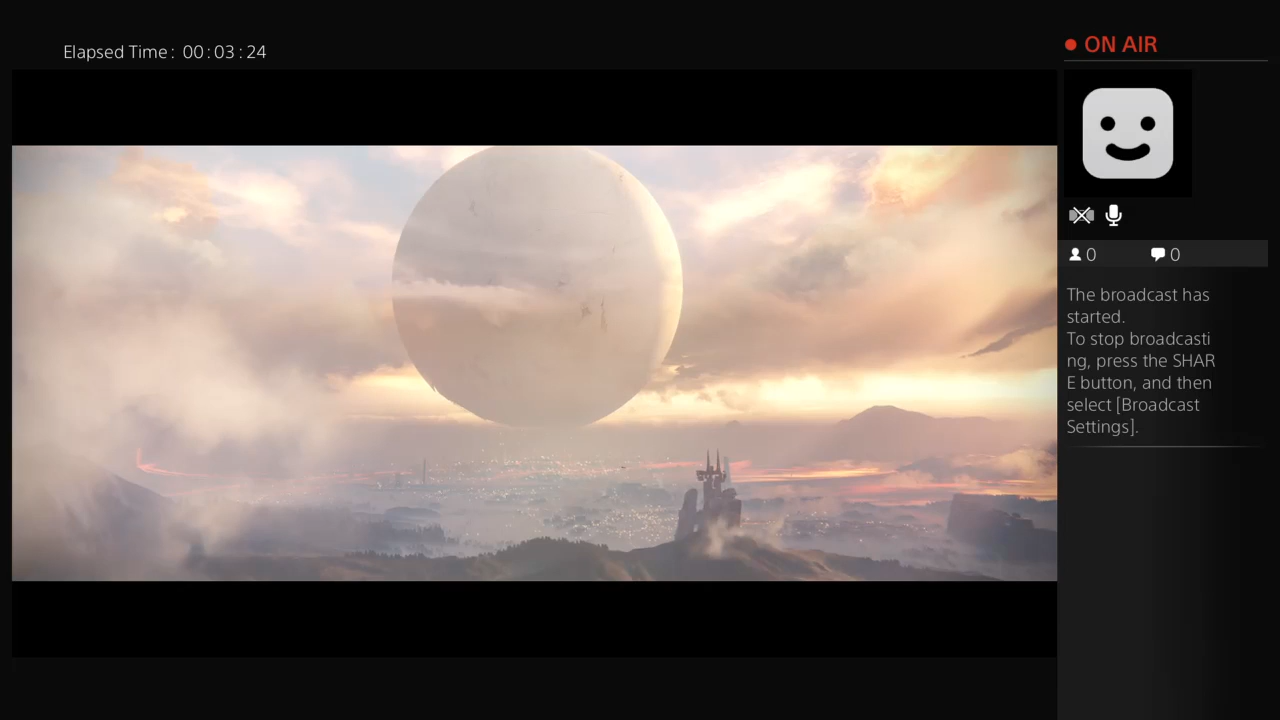 Elapsed Time: 00:03:24
ON AIR
0 0
The broadcast has
started.
To stop broadcasti
ng, press the SHAR
E button, and then
select [Broadcast
Settings].